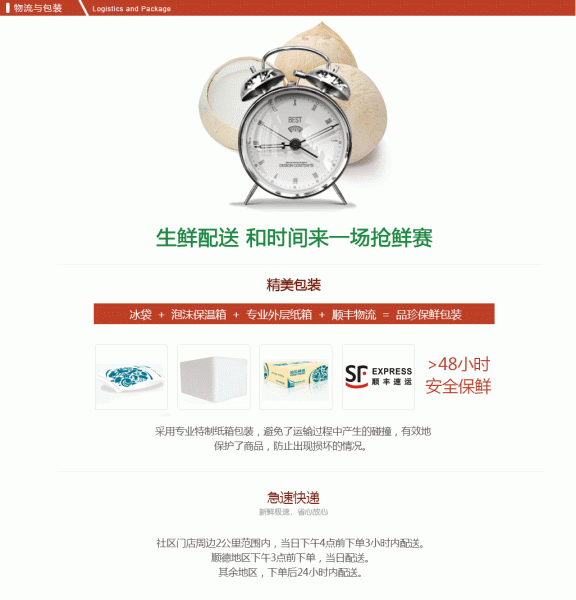 物流与包装 Logistics and Package
BEST
DESIGN CONTENTS
生鲜配送 和时间来一场抢鲜赛
精美包装
冰袋 + 泡沫保温箱 + 专业外层纸箱 + 顺丰物流 = 品珍保鲜包装
SF EXPRESS
顺丰速运
>48小时
安全保鲜
采用专业特制纸箱包装，避免了运输过程中产生的碰撞，有效地
保护了商品，防止出现损坏的情况。
急速快递
新鲜极速，省心放心
社区门店周边2公里范围内，当日下午4点前下单3小时内配送。
顺德地区下午3点前下单，当日配送。
其余地区，下单后24小时内配送。